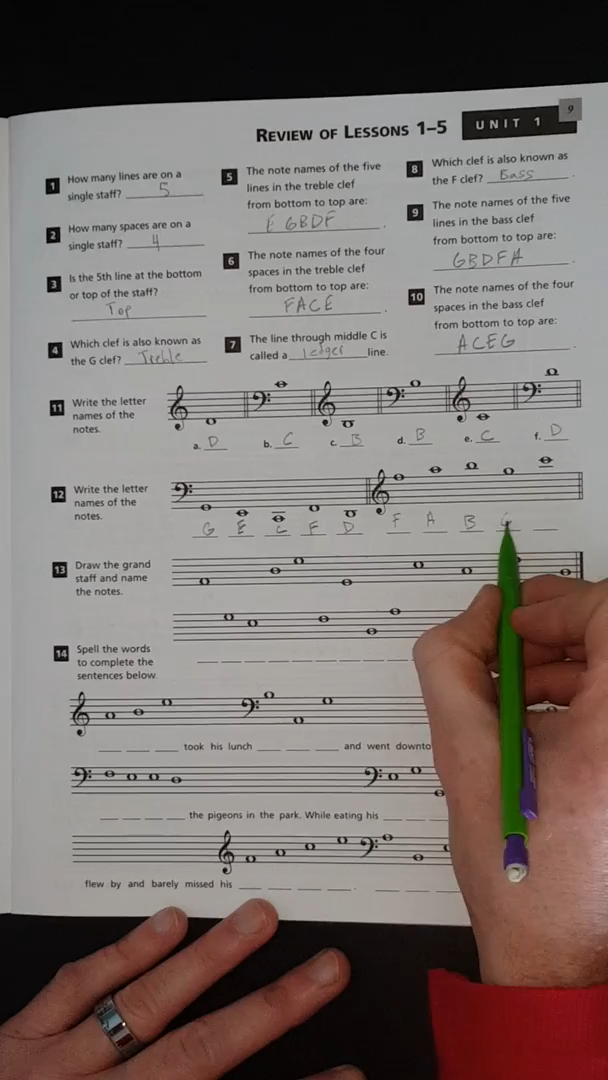 9
REVIEW OF LESSONS 1–5
UNIT 1
1 How many lines are on a
single staff? 5
2 How many spaces are on a
single staff? 4
3 Is the 5th line at the bottom
or top of the staff?
Top
4 Which clef is also known as
the G clef? Treble
5 The note names of the five
lines in the treble clef
from bottom to top are:
E GBDF.
6 The note names of the four
spaces in the treble clef
from bottom to top are:
FACE.
7 The line through middle C is
called a ledger line.
8 Which clef is also known as
the F clef? Bass.
9 The note names of the five
lines in the bass clef
from bottom to top are:
GBDFA.
10 The note names of the four
spaces in the bass clef
from bottom to top are:
ACEG.
11 Write the letter
names of the
notes.
a. D b. C c. B d. B e. C f. D
12 Write the letter
names of the
notes.
G E C F D F A B
13 Draw the grand
staff and name
the notes.
14 Spell the words
to complete the
sentences below.
took his lunch and went downto
the pigeons in the park. While eating his
flew by and barely missed his .